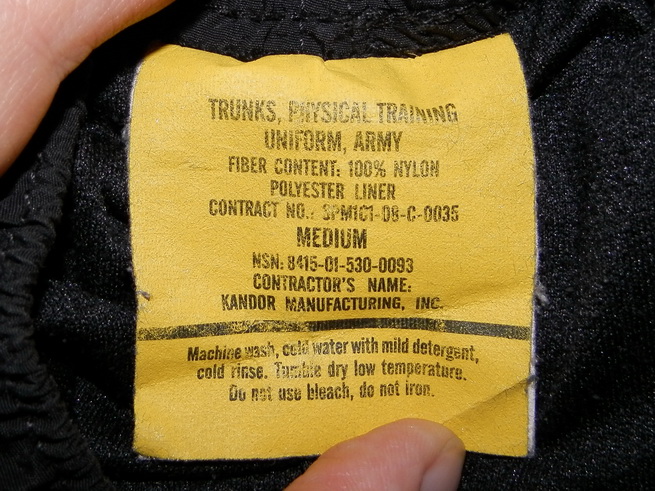 TRUNKS, PHYSICAL TRAINING
UNIFORM, ARMY
FIBER CONTENT: 100% NYLON
POLYESTER LINER
CONTRACT NO.: SPM1C1-08-C-0035
MEDIUM
NSN: 8415-01-530-0093
CONTRACTOR'S NAME:
KANDOR MANUFACTURING, INC.
Machine wash, cold water with mild detergent,
cold rinse. Tumble dry low temperature.
Do not use bleach, do not iron.